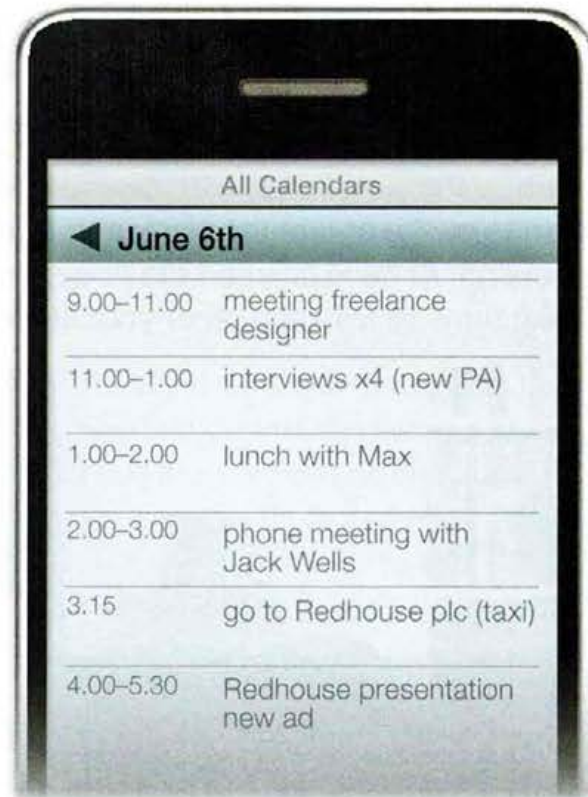 All Calendars
◀ June 6th
9.00–11.00 meeting freelance
designer
11.00–1.00 interviews x4 (new PA)
1.00–2.00 lunch with Max
2.00–3.00 phone meeting with
Jack Wells
3.15 go to Redhouse plc (taxi)
4.00–5.30 Redhouse presentation
new ad